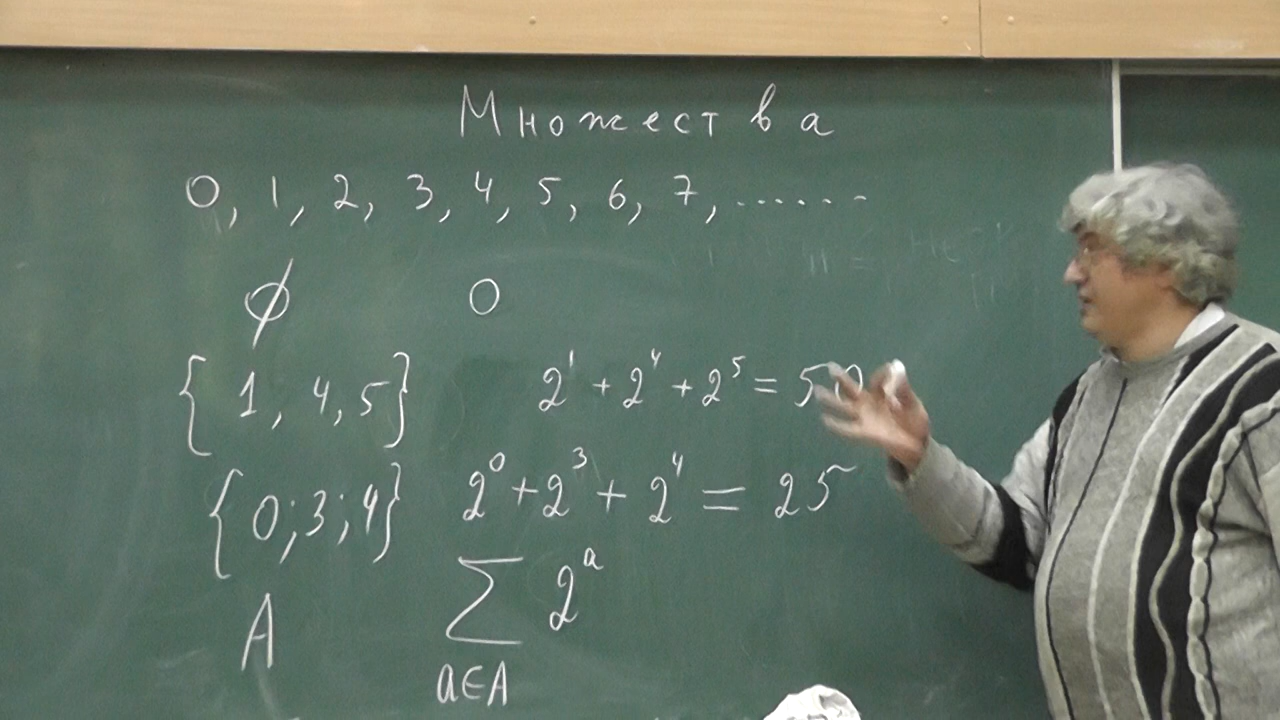 Множества
0, 1, 2, 3, 4, 5, 6, 7, ......
∅ 0
{1, 4, 5} 2¹ + 2⁴ + 2⁵ = 50
{0; 3; 4} 2⁰ + 2³ + 2⁴ = 25
A ∑ 2ᵃ
a∈A